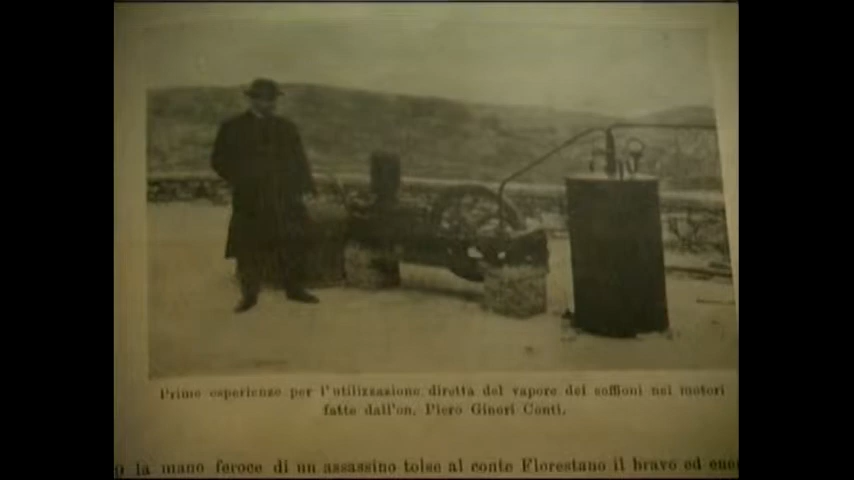 Prime esperienze per l'utilizzazione diretta del vapore dei soffioni nei motori
fatte dall'on. Piero Ginori Conti.
la mano feroce di un assassino tolse al conte Florestano il bravo ed